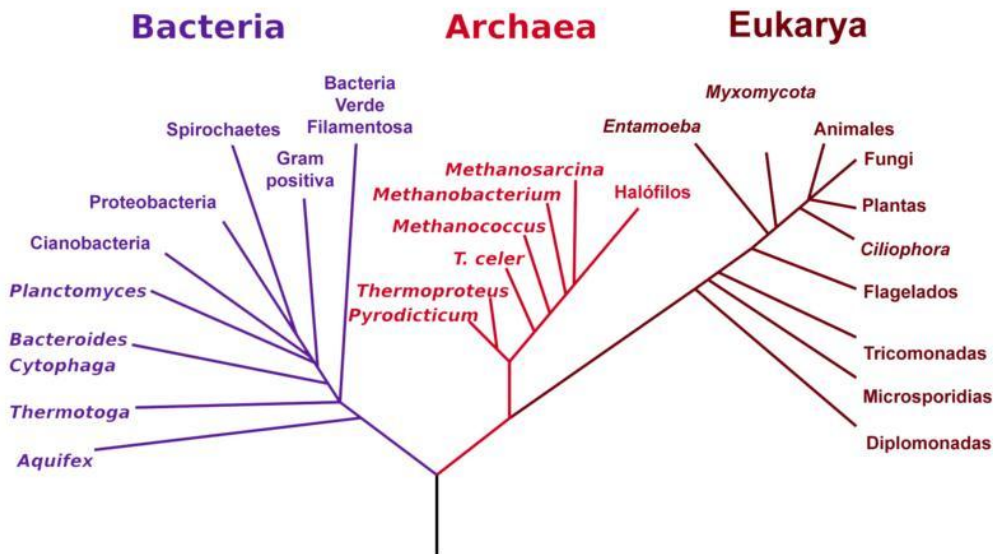 Bacteria
Archaea
Eukarya
Bacteria
Verde
Filamentosa
Spirochaetes
Gram
positiva
Proteobacteria
Cianobacteria
Planctomyces
Bacteroides
Cytophaga
Thermotoga
Aquifex
Methanosarcina
Methanobacterium
Halófilos
Methanococcus
T. celer
Thermoproteus
Pyrodicticum
Myxomycota
Entamoeba
Animales
Fungi
Plantas
Ciliophora
Flagelados
Tricomonadas
Microsporidias
Diplomonadas